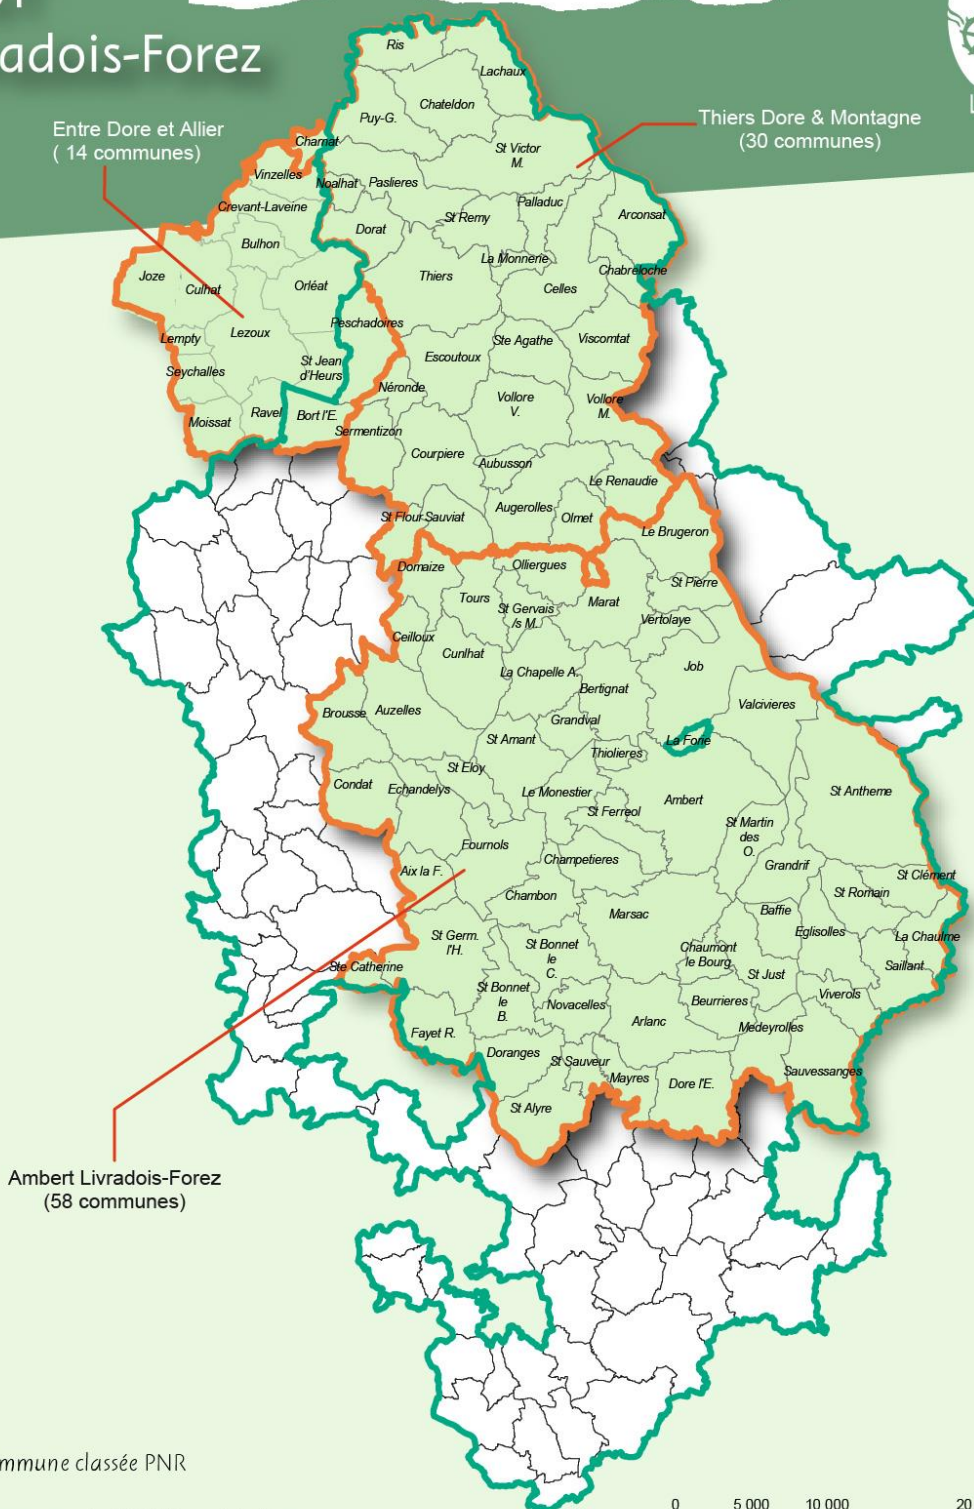 adois-Forez
Entre Dore et Allier
( 14 communes)
Thiers Dore & Montagne
(30 communes)
Ris
Lachaux
Chateldon
Puy-G.
Charnat
St Victor
M.
Vinzelles
Noalhat
Paslieres
Palladuc
Crevant-Laveine
St Remy
Arconsat
Dorat
Bulhon
La Monnerie
Chabreloche
Joze
Culhat
Orléat
Thiers
Celles
Peschadoires
Lempty
Lezoux
Ste Agathe
Viscomtat
Escoutoux
Seychalles
St Jean
d'Heurs
Néronde
Vollore
V.
Vollore
M.
Moissat
Ravel
Bort l'E.
Sermentizon
Courpiere
Aubusson
Le Renaudie
Augerolles
St Flour
Sauviat
Olmet
Le Brugeron
Domaize
Olliergues
St Pierre
Tours
St Gervais
/s M.
Marat
Vertolaye
Ceilloux
Cunlhat
La Chapelle A.
Job
Bertignat
Valcivieres
Brousse
Auzelles
Grandval
St Amant
La Forie
Thiolieres
St Eloy
Condat
Echandelys
Le Monestier
St Antheme
Ambert
St Ferreol
St Martin
des
O.
Fournols
Champetieres
Grandrif
Aix la F.
St Clément
St Romain
Chambon
Marsac
Baffie
Eglisolles
La Chaulme
St Germ.
l'H.
St Bonnet
le
C.
Chaumont
le Bourg
Saillant
Ste Catherine
St Just
St Bonnet
le
B.
Viverols
Novacelles
Beurrieres
Arlanc
Medeyrolles
Fayet R.
Doranges
St Sauveur
Mayres
Dore l'E.
Sauvessanges
St Alyre
Ambert Livradois-Forez
(58 communes)
mmune classée PNR
0 5 000 10 000 20